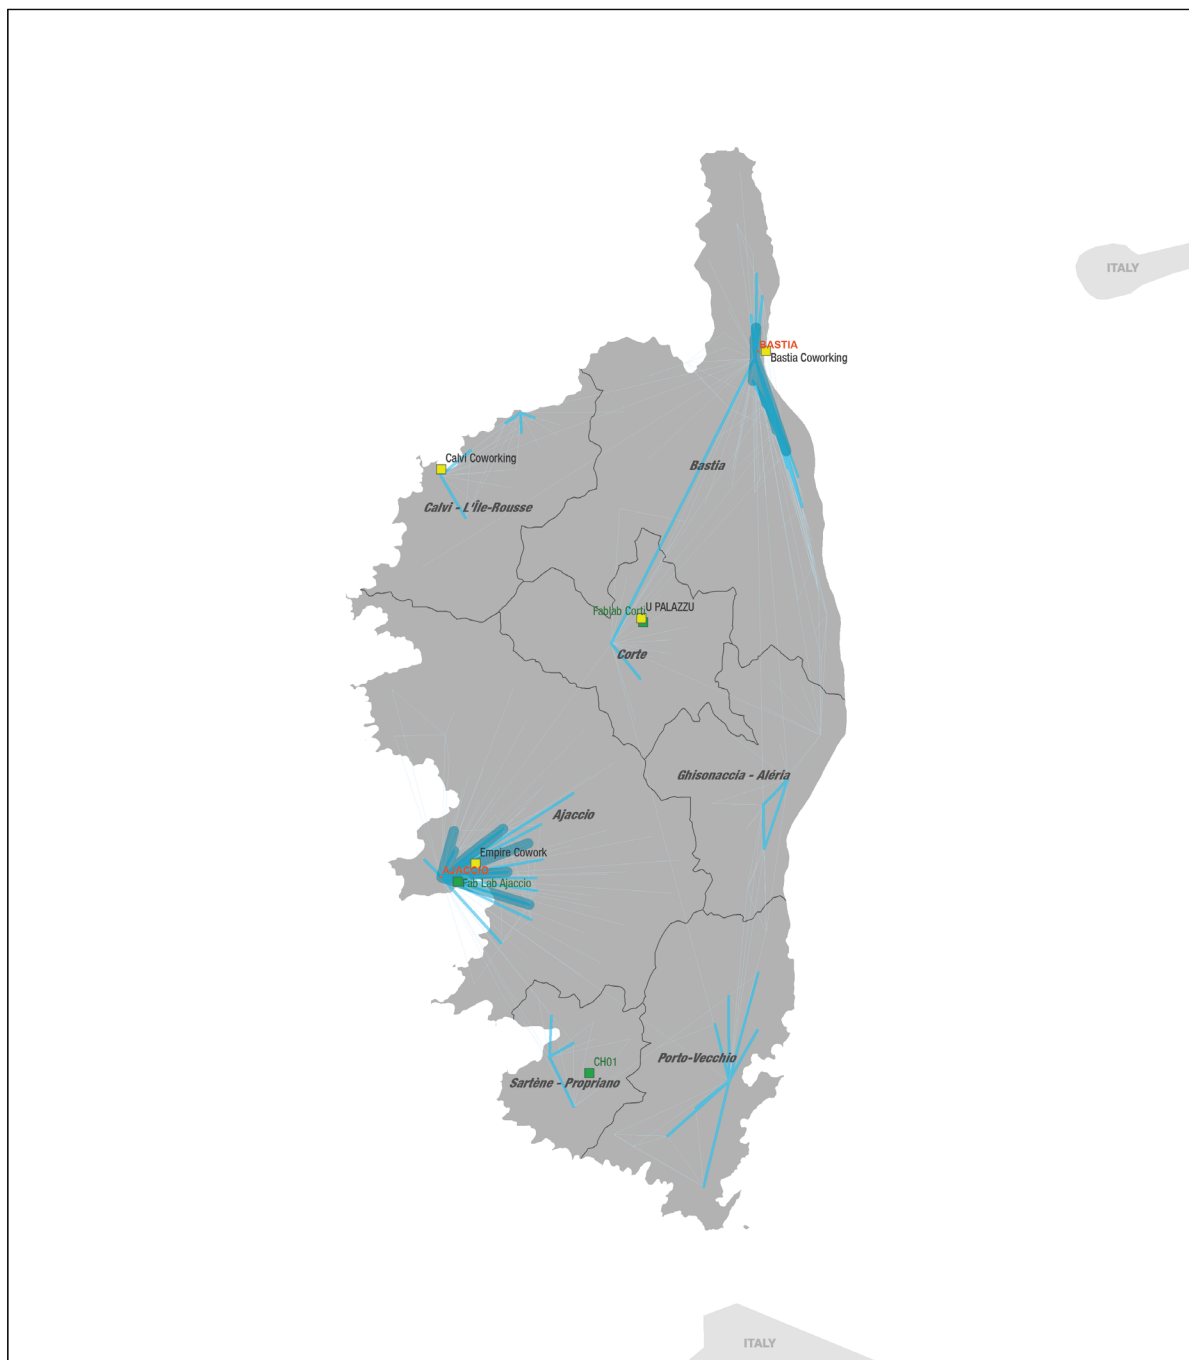 ITALY
BASTIA
Bastia Coworking
Calvi Coworking
Bastia
Calvi - L'Île-Rousse
Fablab Corti
U PALAZZU
Corte
Ghisonaccia - Aléria
Ajaccio
Empire Cowork
AJACCIO
Fab Lab Ajaccio
Porto-Vecchio
CH01
Sartène - Propriano
ITALY